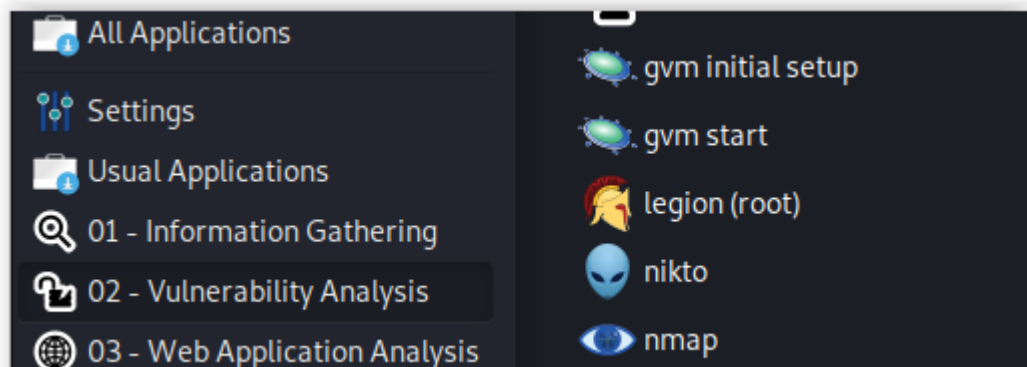 All Applications
Settings
Usual Applications
01 - Information Gathering
02 - Vulnerability Analysis
03 - Web Application Analysis
gvm initial setup
gvm start
legion (root)
nikto
nmap